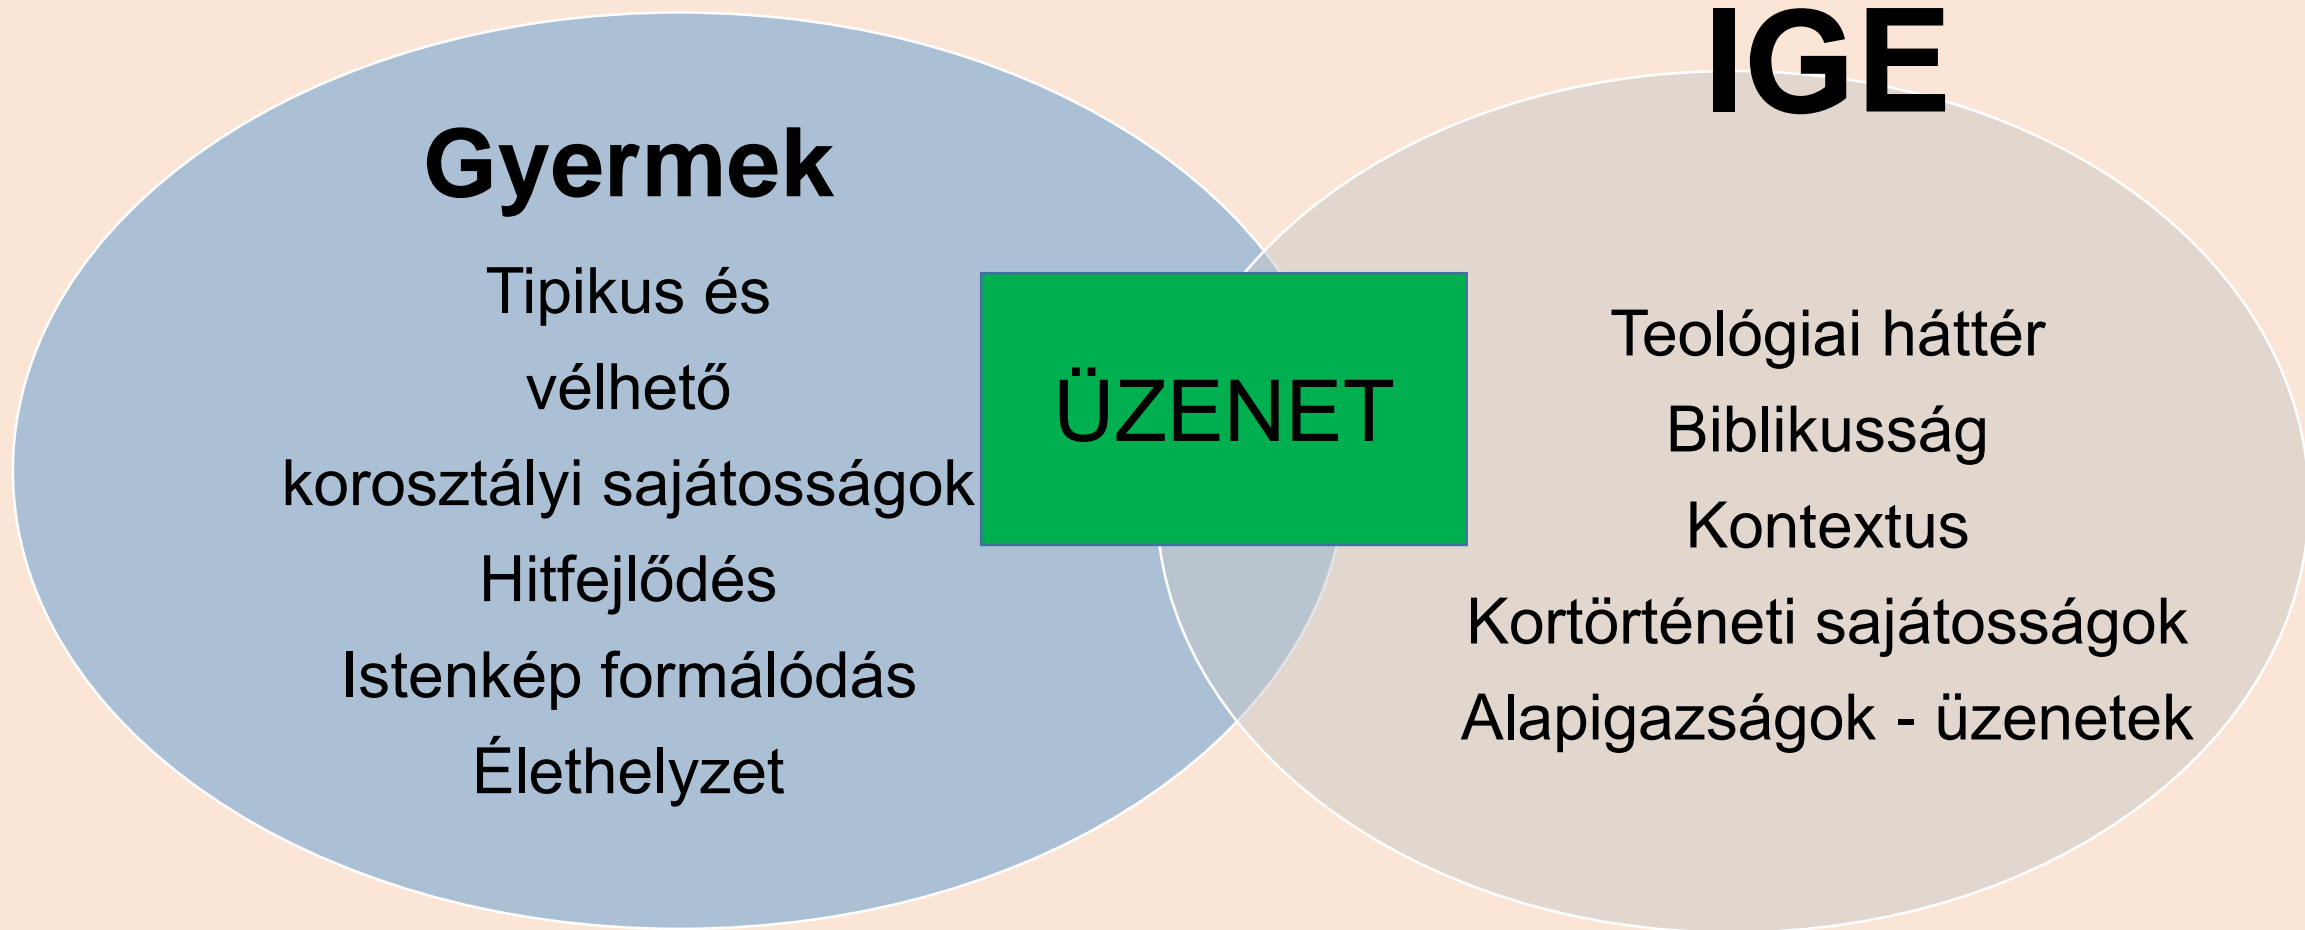 Gyermek
Tipikus és
vélhető
korosztályi sajátosságok
Hitfejlődés
Istenkép formálódás
Élethelyzet
ÜZENET
IGE
Teológiai háttér
Biblikusság
Kontextus
Kortörténeti sajátosságok
Alapigazságok - üzenetek